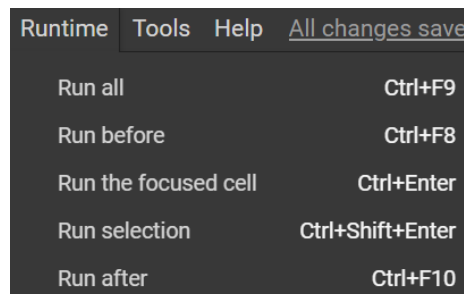 Runtime Tools Help All changes save
Run all Ctrl+F9
Run before Ctrl+F8
Run the focused cell Ctrl+Enter
Run selection Ctrl+Shift+Enter
Run after Ctrl+F10